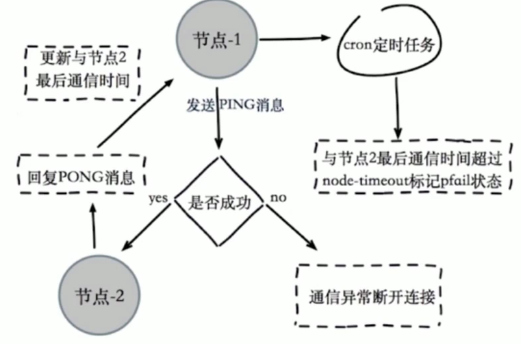 节点-1
cron定时任务
更新与节点2
最后通信时间
发送PING消息
与节点2最后通信时间超过
node-timeout标记pfail状态
回复PONG消息
yes
是否成功
no
节点-2
通信异常断开连接